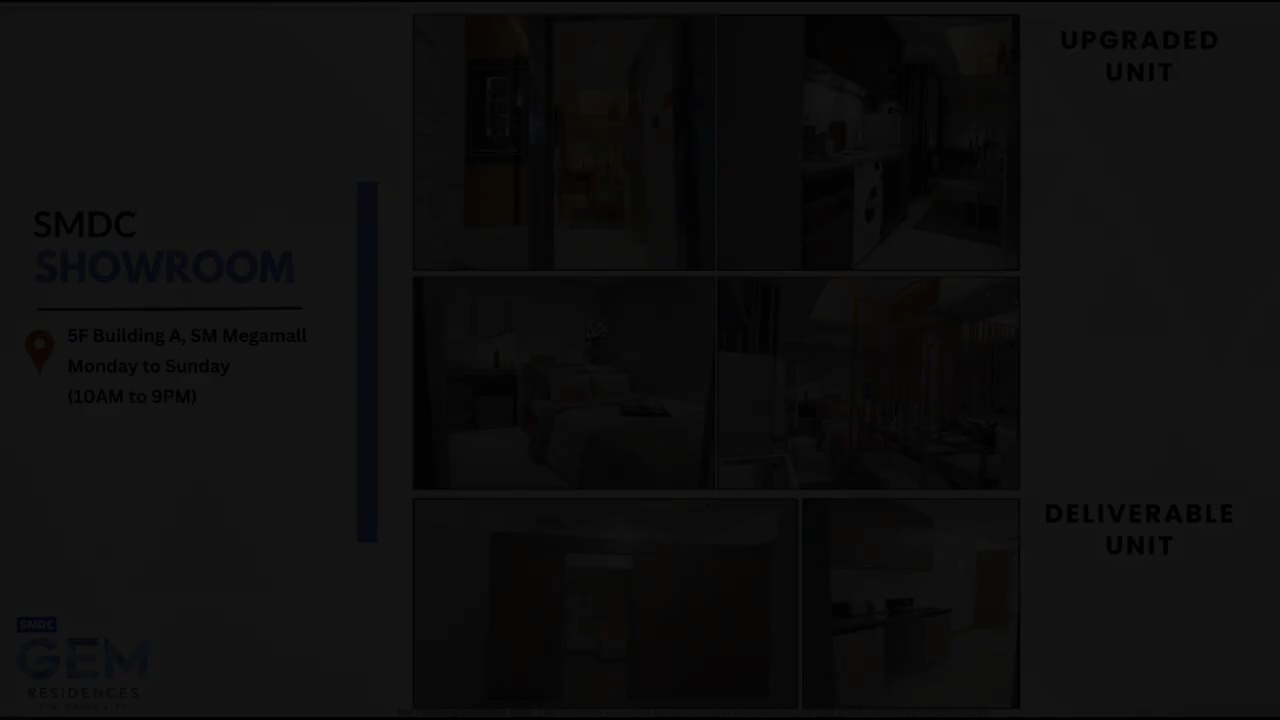 SMDC
SHOWROOM
5F Building A, SM Megamall
Monday to Sunday
(10AM to 9PM)
UPGRADED
UNIT
DELIVERABLE
UNIT
SMDC
GEM
RESIDENCES